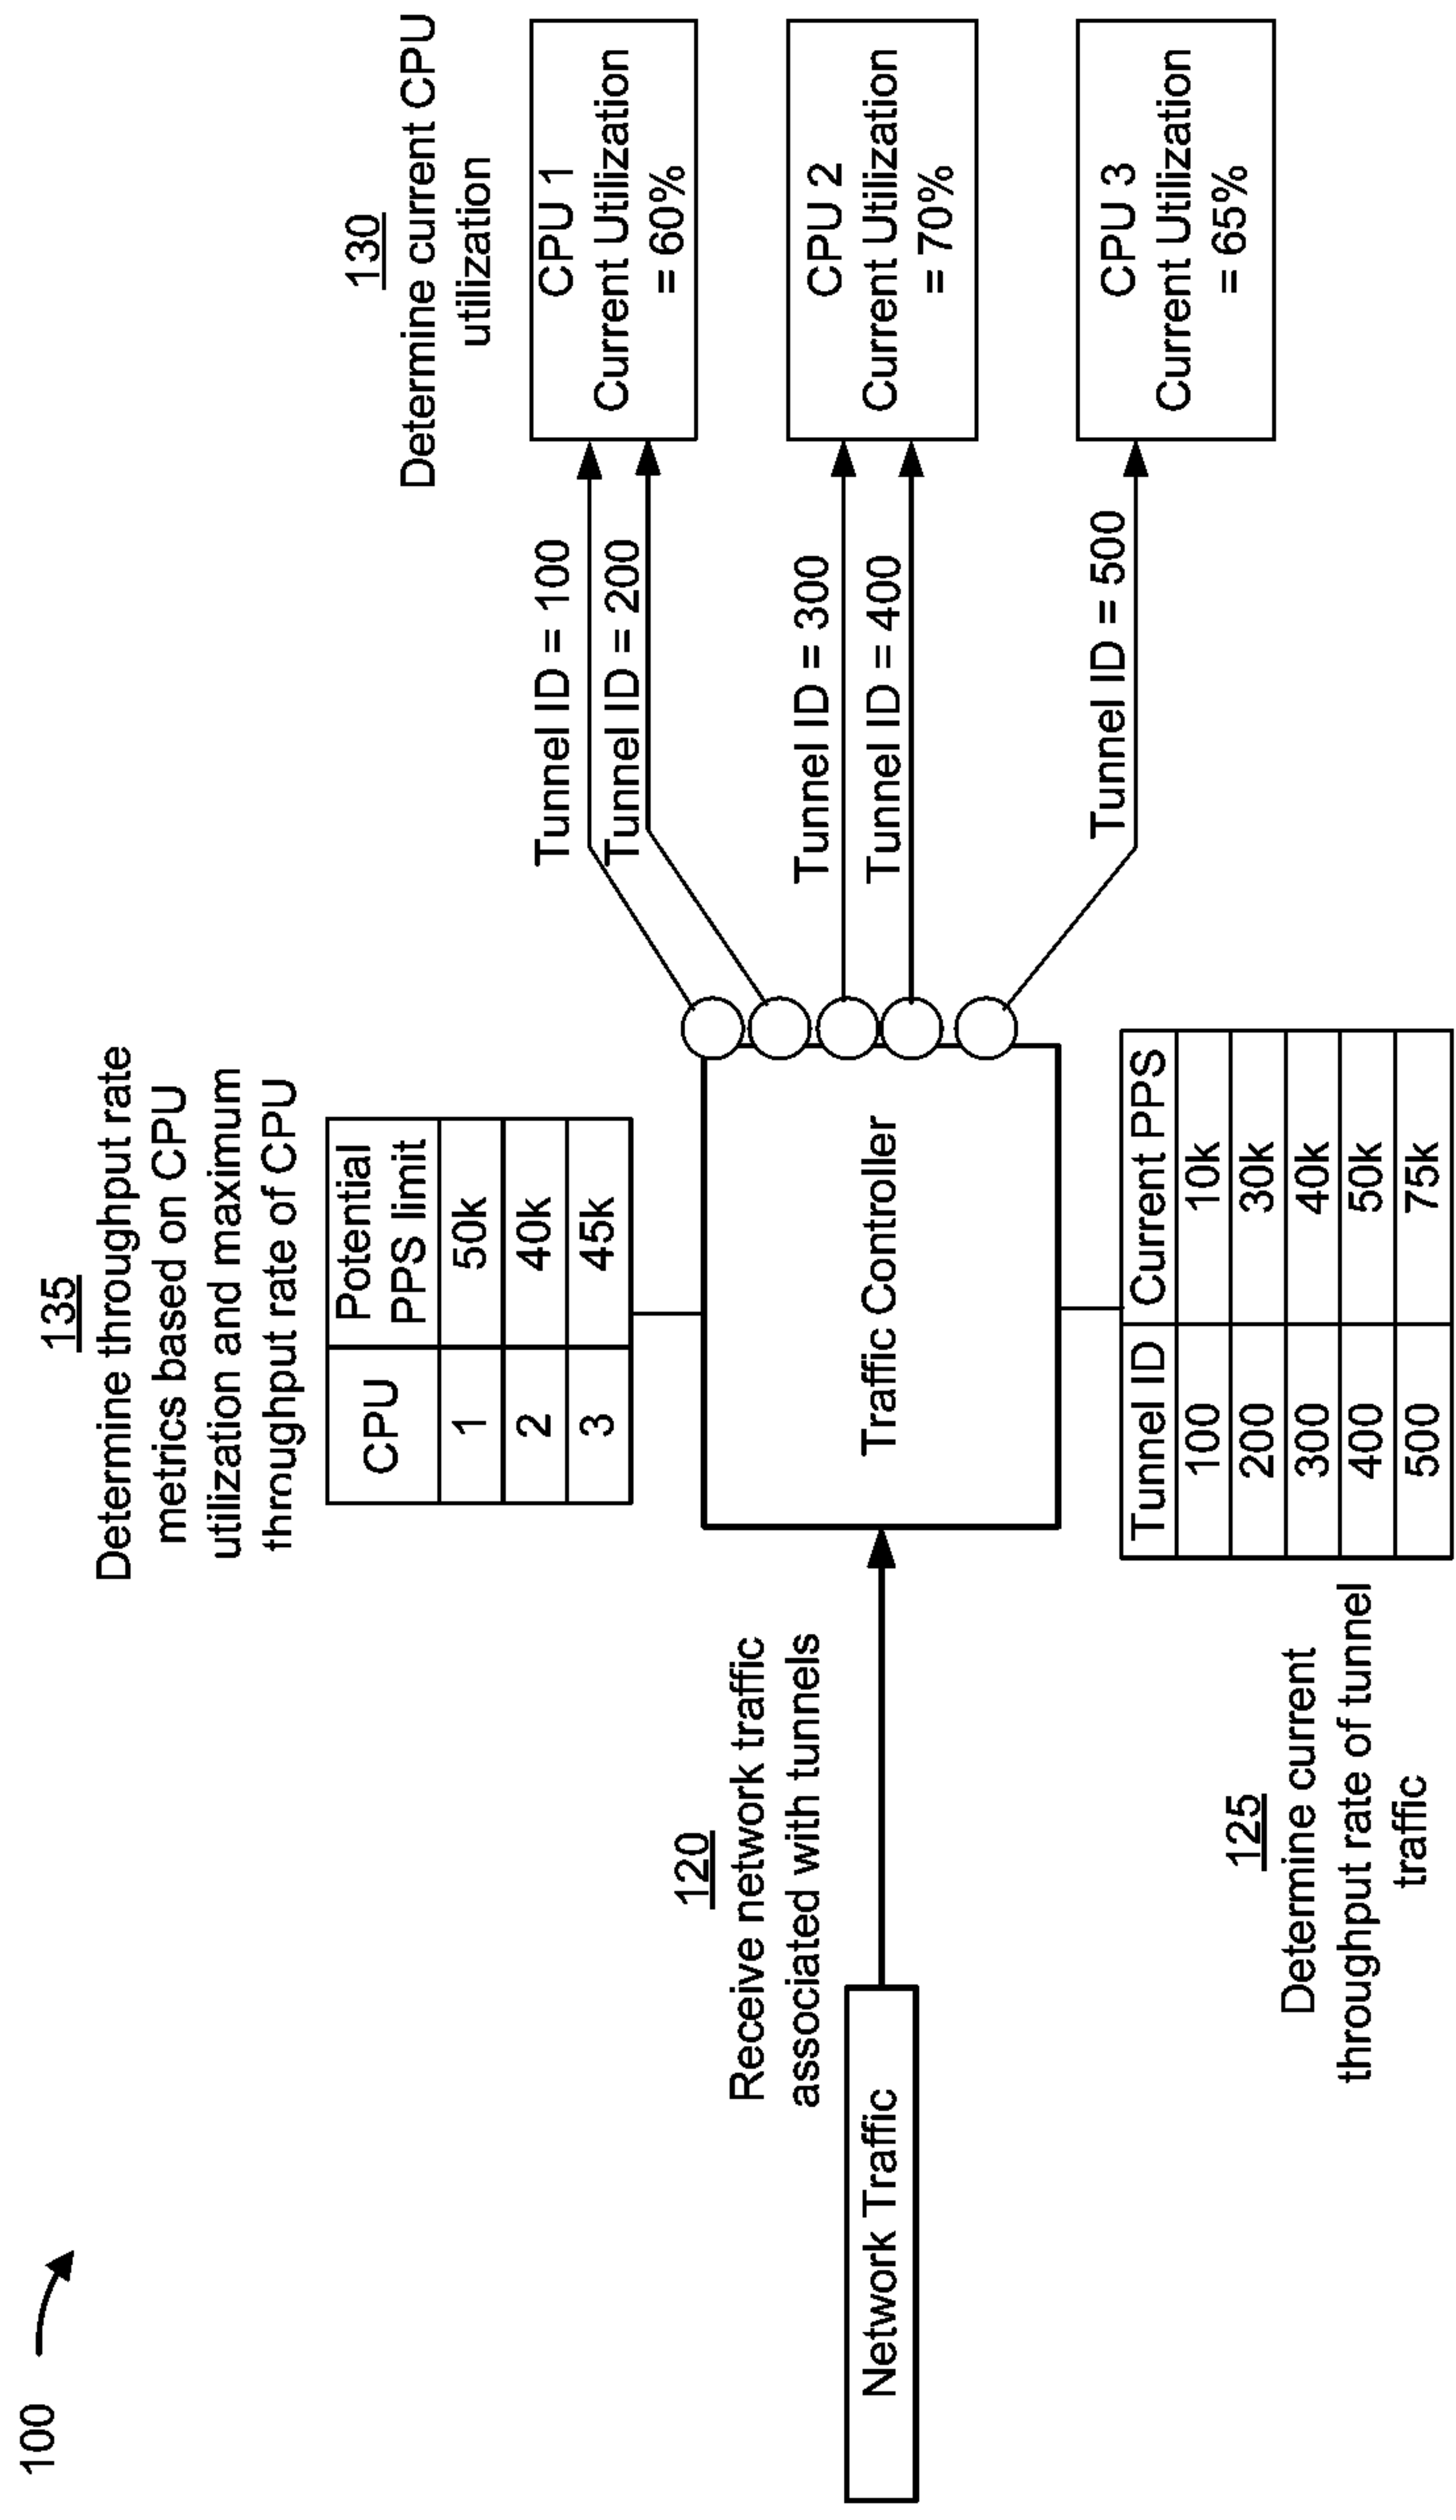 100
135
Determine throughput rate
metrics based on CPU
utilization and maximum
throughput rate of CPU
130
Determine current CPU
utilization
CPU
Potential
PPS limit
1
50k
2
40k
3
45k
120
Receive network traffic
associated with tunnels
Network Traffic
Traffic Controller
Tunnel ID = 100
Tunnel ID = 200
Tunnel ID = 300
Tunnel ID = 400
Tunnel ID = 500
CPU 1
Current Utilization
= 60%
CPU 2
Current Utilization
= 70%
CPU 3
Current Utilization
= 65%
125
Determine current
throughput rate of tunnel
traffic
Tunnel ID
Current PPS
100
10k
200
30k
300
40k
400
50k
500
75k